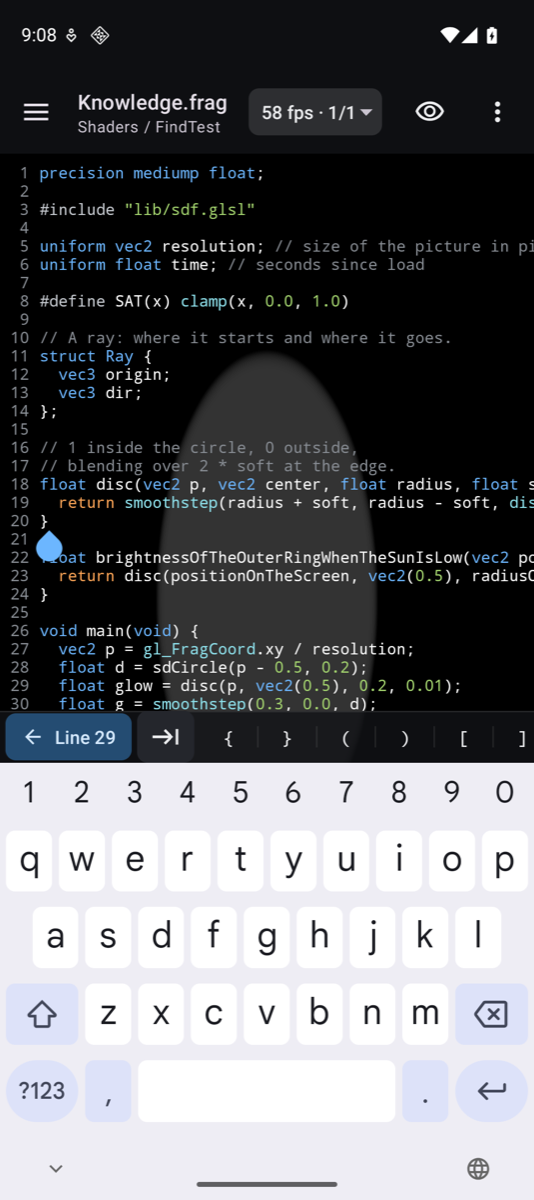 9:08
Knowledge.frag
Shaders / FindTest
58 fps · 1/1
1 precision mediump float;
2
3 #include "lib/sdf.glsl"
4
5 uniform vec2 resolution; // size of the picture in pi
6 uniform float time; // seconds since load
7
8 #define SAT(x) clamp(x, 0.0, 1.0)
9
10 // A ray: where it starts and where it goes.
11 struct Ray {
12 vec3 origin;
13 vec3 dir;
14 };
15
16 // 1 inside the circle, 0 outside,
17 // blending over 2 * soft at the edge.
18 float disc(vec2 p, vec2 center, float radius, float s
19 return smoothstep(radius + soft, radius - soft, dis
20 }
21
22 float brightnessOfTheOuterRingWhenTheSunIsLow(vec2 po
23 return disc(positionOnTheScreen, vec2(0.5), radiusO
24 }
25
26 void main(void) {
27 vec2 p = gl_FragCoord.xy / resolution;
28 float d = sdCircle(p - 0.5, 0.2);
29 float glow = disc(p, vec2(0.5), 0.2, 0.01);
30 float g = smoothstep(0.3, 0.0, d);
← Line 29 { } ( ) [ ]
1 2 3 4 5 6 7 8 9 0
q w e r t y u i o p
a s d f g h j k l
z x c v b n m
?123 , .